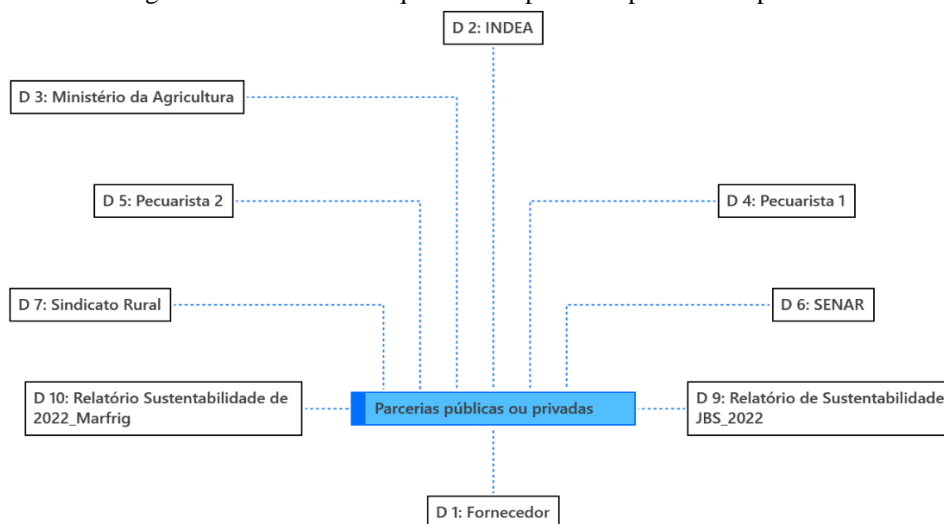 D 2: INDEA
D 3: Ministério da Agricultura
D 5: Pecuarista 2
D 4: Pecuarista 1
D 7: Sindicato Rural
D 6: SENAR
D 10: Relatório Sustentabilidade de
2022_Marfrig
Parcerias públicas ou privadas
D 9: Relatório de Sustentabilidade
JBS_2022
D 1: Fornecedor